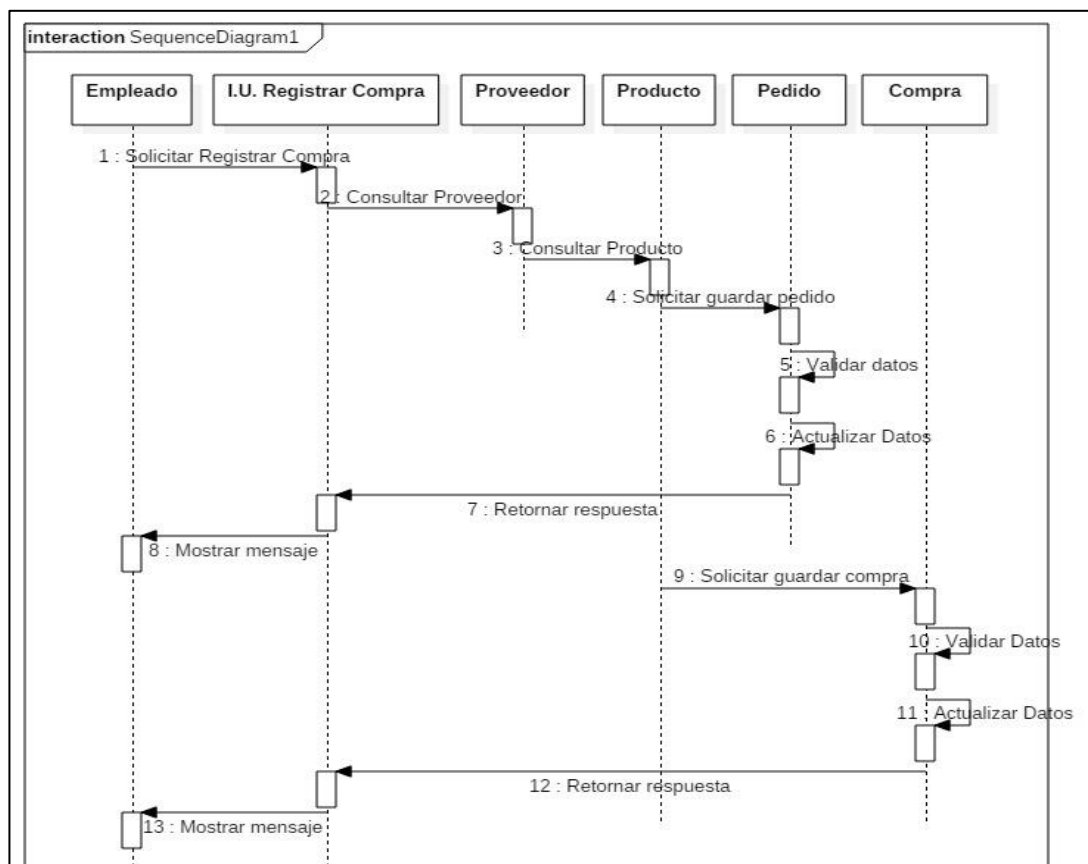 interaction SequenceDiagram1
Empleado
I.U. Registrar Compra
Proveedor
Producto
Pedido
Compra
1 : Solicitar Registrar Compra
2 : Consultar Proveedor
3 : Consultar Producto
4 : Solicitar guardar pedido
5 : Validar datos
6 : Actualizar Datos
7 : Retornar respuesta
8 : Mostrar mensaje
9 : Solicitar guardar compra
10 : Validar Datos
11 : Actualizar Datos
12 : Retornar respuesta
13 : Mostrar mensaje